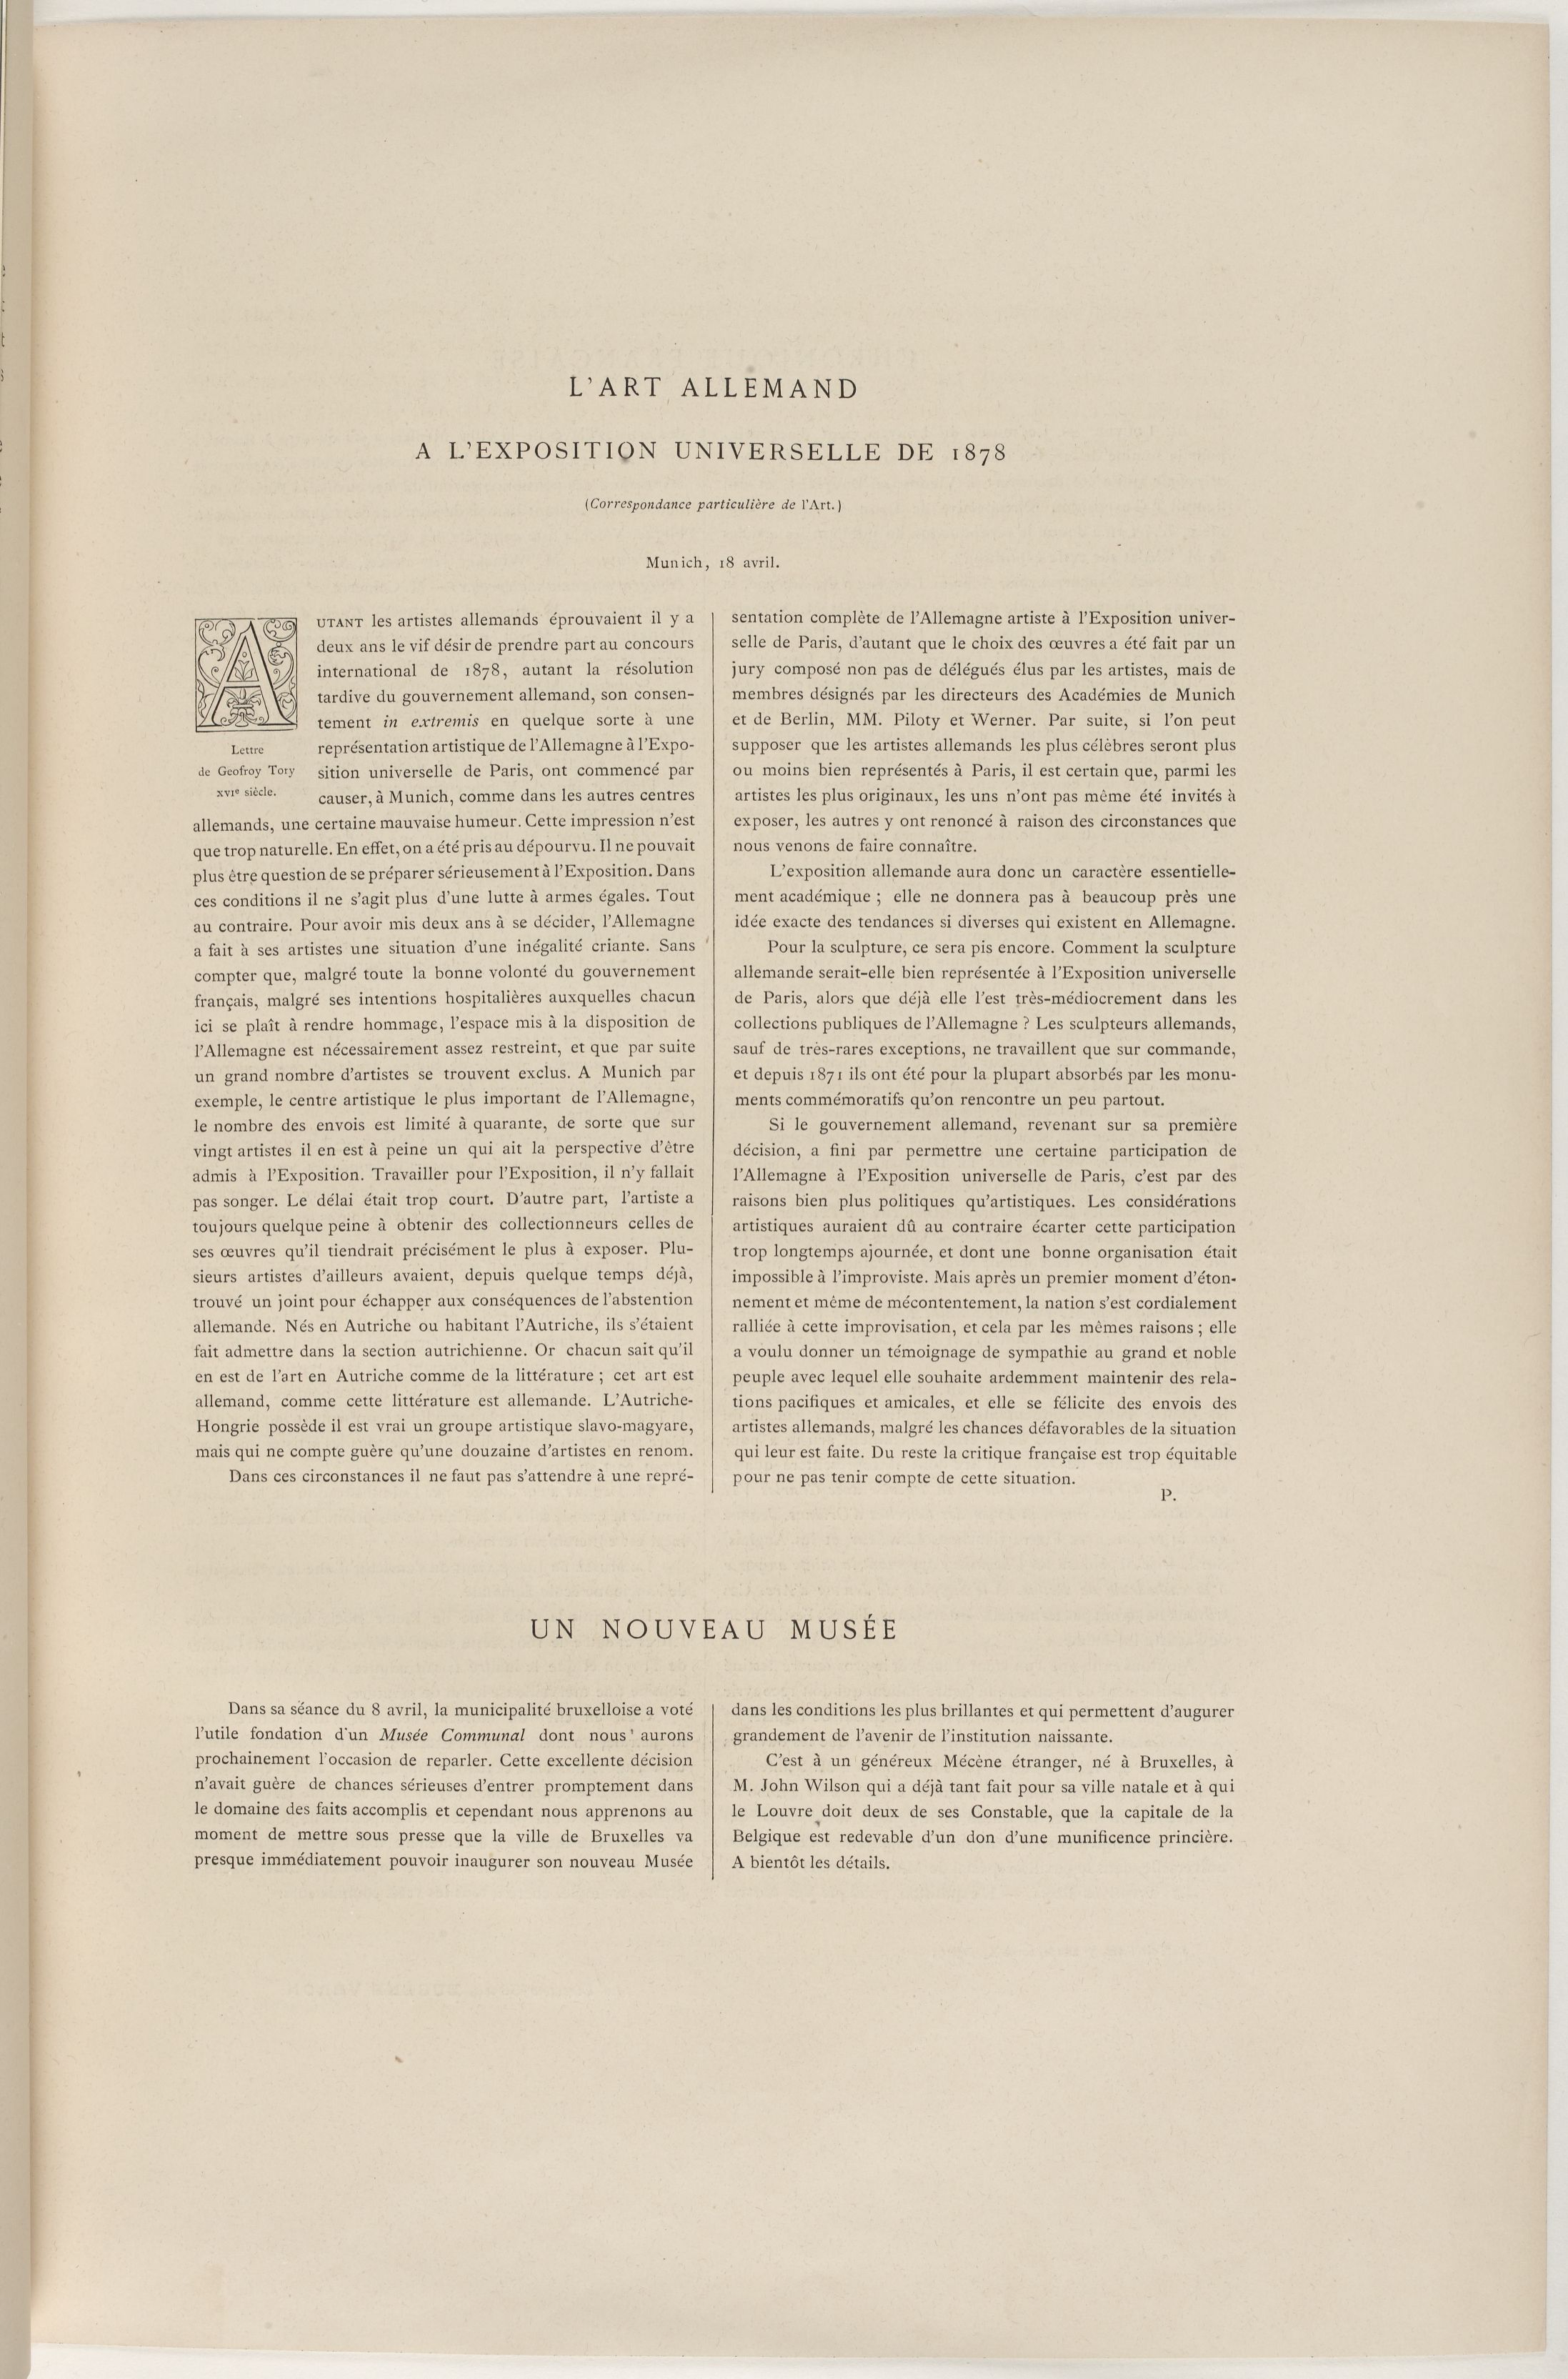 L'ART ALLEMAND
A L'EXPOSITION UNIVERSELLE DE 1878
(Correspondance particulière de l'Art.)
Munich, 18 avril.
AUTANT les artistes allemands éprouvaient il y a
deux ans le vif désir de prendre part au concours
international de 1878, autant la résolution
tardive du gouvernement allemand, son consen-
tement in extremis en quelque sorte à une
représentation artistique de l'Allemagne à l'Expo-
sition universelle de Paris, ont commencé par
causer, à Munich, comme dans les autres centres
Lettre
de Geofroy Tory
XVIe siècle.
allemands, une certaine mauvaise humeur. Cette impression n'est
que trop naturelle. En effet, on a été pris au dépourvu. Il ne pouvait
plus être question de se préparer sérieusement à l'Exposition. Dans
ces conditions il ne s'agit plus d'une lutte à armes égales. Tout
au contraire. Pour avoir mis deux ans à se décider, l'Allemagne
a fait à ses artistes une situation d'une inégalité criante. Sans
compter que, malgré toute la bonne volonté du gouvernement
français, malgré ses intentions hospitalières auxquelles chacun
ici se plaît à rendre hommage, l'espace mis à la disposition de
l'Allemagne est nécessairement assez restreint, et que par suite
un grand nombre d'artistes se trouvent exclus. A Munich par
exemple, le centre artistique le plus important de l'Allemagne,
le nombre des envois est limité à quarante, de sorte que sur
vingt artistes il en est à peine un qui ait la perspective d'être
admis à l'Exposition. Travailler pour l'Exposition, il n'y fallait
pas songer. Le délai était trop court. D'autre part, l'artiste a
toujours quelque peine à obtenir des collectionneurs celles de
ses œuvres qu'il tiendrait précisément le plus à exposer. Plu-
sieurs artistes d'ailleurs avaient, depuis quelque temps déjà,
trouvé un joint pour échapper aux conséquences de l'abstention
allemande. Nés en Autriche ou habitant l'Autriche, ils s'étaient
fait admettre dans la section autrichienne. Or chacun sait qu'il
en est de l'art en Autriche comme de la littérature ; cet art est
allemand, comme cette littérature est allemande. L'Autriche-
Hongrie possède il est vrai un groupe artistique slavo-magyare,
mais qui ne compte guère qu'une douzaine d'artistes en renom.
Dans ces circonstances il ne faut pas s'attendre à une repré-
sentation complète de l'Allemagne artiste à l'Exposition univer-
selle de Paris, d'autant que le choix des œuvres a été fait par un
jury composé non pas de délégués élus par les artistes, mais de
membres désignés par les directeurs des Académies de Munich
et de Berlin, MM. Piloty et Werner. Par suite, si l'on peut
supposer que les artistes allemands les plus célèbres seront plus
ou moins bien représentés à Paris, il est certain que, parmi les
artistes les plus originaux, les uns n'ont pas même été invités à
exposer, les autres y ont renoncé à raison des circonstances que
nous venons de faire connaître.
L'exposition allemande aura donc un caractère essentielle-
ment académique ; elle ne donnera pas à beaucoup près une
idée exacte des tendances si diverses qui existent en Allemagne.
Pour la sculpture, ce sera pis encore. Comment la sculpture
allemande serait-elle bien représentée à l'Exposition universelle
de Paris, alors que déjà elle l'est très-médiocrement dans les
collections publiques de l'Allemagne ? Les sculpteurs allemands,
sauf de très-rares exceptions, ne travaillent que sur commande,
et depuis 1871 ils ont été pour la plupart absorbés par les monu-
ments commémoratifs qu'on rencontre un peu partout.
Si le gouvernement allemand, revenant sur sa première
décision, a fini par permettre une certaine participation de
l'Allemagne à l'Exposition universelle de Paris, c'est par des
raisons bien plus politiques qu'artistiques. Les considérations
artistiques auraient dû au contraire écarter cette participation
trop longtemps ajournée, et dont une bonne organisation était
impossible à l'improviste. Mais après un premier moment d'éton-
nement et même de mécontentement, la nation s'est cordialement
ralliée à cette improvisation, et cela par les mêmes raisons ; elle
a voulu donner un témoignage de sympathie au grand et noble
peuple avec lequel elle souhaite ardemment maintenir des rela-
tions pacifiques et amicales, et elle se félicite des envois des
artistes allemands, malgré les chances défavorables de la situation
qui leur est faite. Du reste la critique française est trop équitable
pour ne pas tenir compte de cette situation.
P.
UN NOUVEAU MUSÉE
Dans sa séance du 8 avril, la municipalité bruxelloise a voté
l'utile fondation d'un Musée Communal dont nous aurons
prochainement l'occasion de reparler. Cette excellente décision
n'avait guère de chances sérieuses d'entrer promptement dans
le domaine des faits accomplis et cependant nous apprenons au
moment de mettre sous presse que la ville de Bruxelles va
presque immédiatement pouvoir inaugurer son nouveau Musée
dans les conditions les plus brillantes et qui permettent d'augurer
grandement de l'avenir de l'institution naissante.
C'est à un généreux Mécène étranger, né à Bruxelles, à
M. John Wilson qui a déjà tant fait pour sa ville natale et à qui
le Louvre doit deux de ses Constable, que la capitale de la
Belgique est redevable d'un don d'une munificence princière.
A bientôt les détails.